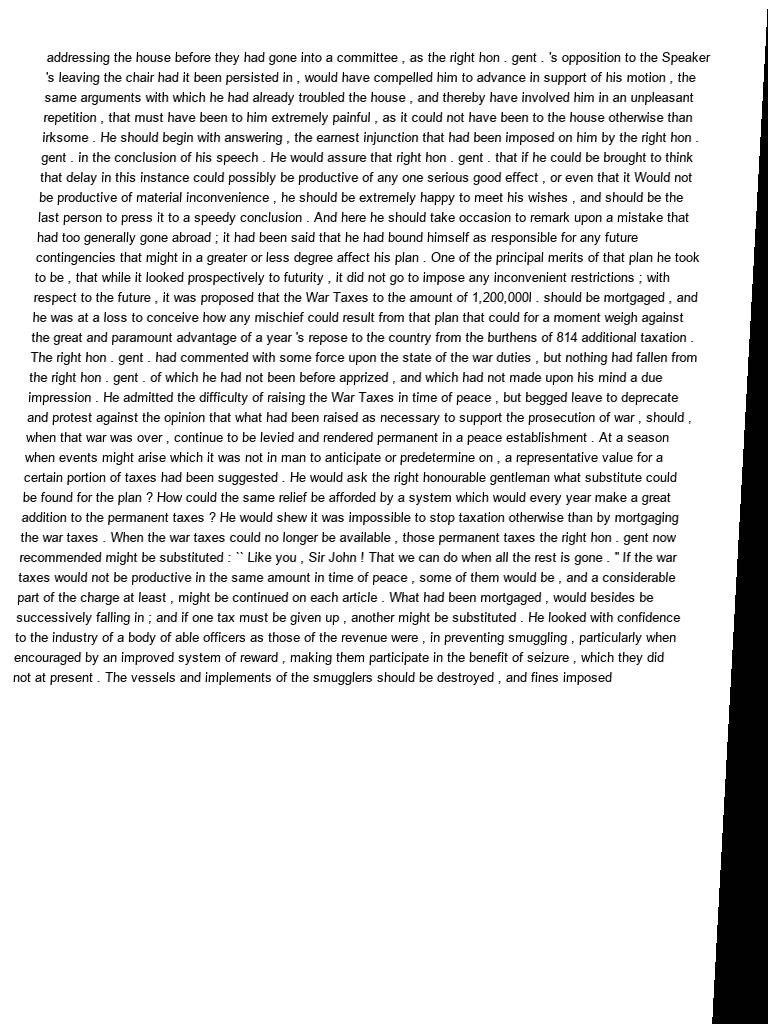 addressing the house before they had gone into a committee , as the right hon . gent . 's opposition to the Speaker
's leaving the chair had it been persisted in , would have compelled him to advance in support of his motion , the
same arguments with which he had already troubled the house , and thereby have involved him in an unpleasant
repetition , that must have been to him extremely painful , as it could not have been to the house otherwise than
irksome . He should begin with answering , the earnest injunction that had been imposed on him by the right hon .
gent . in the conclusion of his speech . He would assure that right hon . gent . that if he could be brought to think
that delay in this instance could possibly be productive of any one serious good effect , or even that it Would not
be productive of material inconvenience , he should be extremely happy to meet his wishes , and should be the
last person to press it to a speedy conclusion . And here he should take occasion to remark upon a mistake that
had too generally gone abroad ; it had been said that he had bound himself as responsible for any future
contingencies that might in a greater or less degree affect his plan . One of the principal merits of that plan he took
to be , that while it looked prospectively to futurity , it did not go to impose any inconvenient restrictions ; with
respect to the future , it was proposed that the War Taxes to the amount of 1,200,000l . should be mortgaged , and
he was at a loss to conceive how any mischief could result from that plan that could for a moment weigh against
the great and paramount advantage of a year 's repose to the country from the burthens of 814 additional taxation .
The right hon . gent . had commented with some force upon the state of the war duties , but nothing had fallen from
the right hon . gent . of which he had not been before apprized , and which had not made upon his mind a due
impression . He admitted the difficulty of raising the War Taxes in time of peace , but begged leave to deprecate
and protest against the opinion that what had been raised as necessary to support the prosecution of war , should ,
when that war was over , continue to be levied and rendered permanent in a peace establishment . At a season
when events might arise which it was not in man to anticipate or predetermine on , a representative value for a
certain portion of taxes had been suggested . He would ask the right honourable gentleman what substitute could
be found for the plan ? How could the same relief be afforded by a system which would every year make a great
addition to the permanent taxes ? He would shew it was impossible to stop taxation otherwise than by mortgaging
the war taxes . When the war taxes could no longer be available , those permanent taxes the right hon . gent now
recommended might be substituted : `` Like you , Sir John ! That we can do when all the rest is gone . " If the war
taxes would not be productive in the same amount in time of peace , some of them would be , and a considerable
part of the charge at least , might be continued on each article . What had been mortgaged , would besides be
successively falling in ; and if one tax must be given up , another might be substituted . He looked with confidence
to the industry of a body of able officers as those of the revenue were , in preventing smuggling , particularly when
encouraged by an improved system of reward , making them participate in the benefit of seizure , which they did
not at present . The vessels and implements of the smugglers should be destroyed , and fines imposed